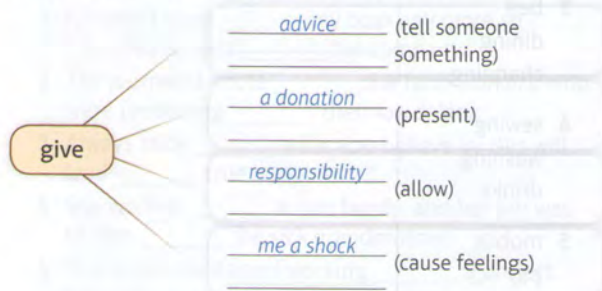 advice (tell someone
something)
a donation (present)
give
responsibility (allow)
me a shock (cause feelings)